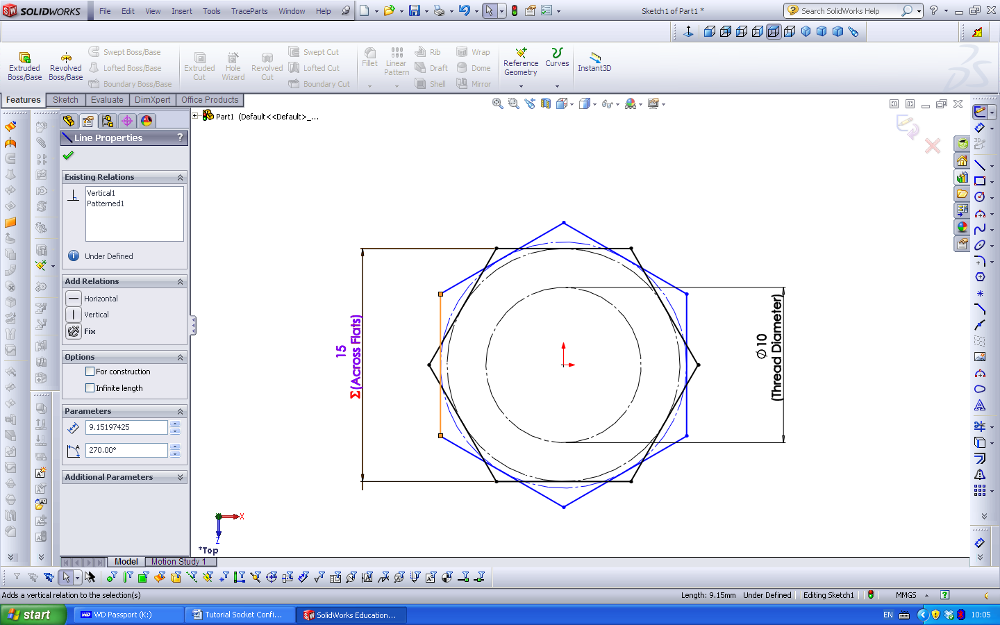 SOLIDWORKS File Edit View Insert Tools TraceParts Window Help Sketch1 of Part1 * Search SolidWorks Help
Extruded Boss/Base
Revolved Boss/Base
Swept Boss/Base
Lofted Boss/Base
Boundary Boss/Base
Extruded Cut
Hole Wizard
Revolved Cut
Swept Cut
Lofted Cut
Boundary Cut
Fillet
Linear Pattern
Rib
Draft
Shell
Wrap
Dome
Mirror
Reference Geometry
Curves
Instant3D
Features Sketch Evaluate DimXpert Office Products
Part1 (Default<<Default>_...
Line Properties ?
Existing Relations
Vertical1
Patterned1
Under Defined
Add Relations
Horizontal
Vertical
Fix
Options
For construction
Infinite length
Parameters
9.15197425
270.00°
Additional Parameters
15
Σ(Across Flats)
Ø10
(Thread Diameter)
X
Z
*Top
Model Motion Study 1
Adds a vertical relation to the selection(s) Length: 9.15mm Under Defined Editing Sketch1 MMGS
start WD Passport (K:) Tutorial Socket Confi... SolidWorks Education... EN 10:05